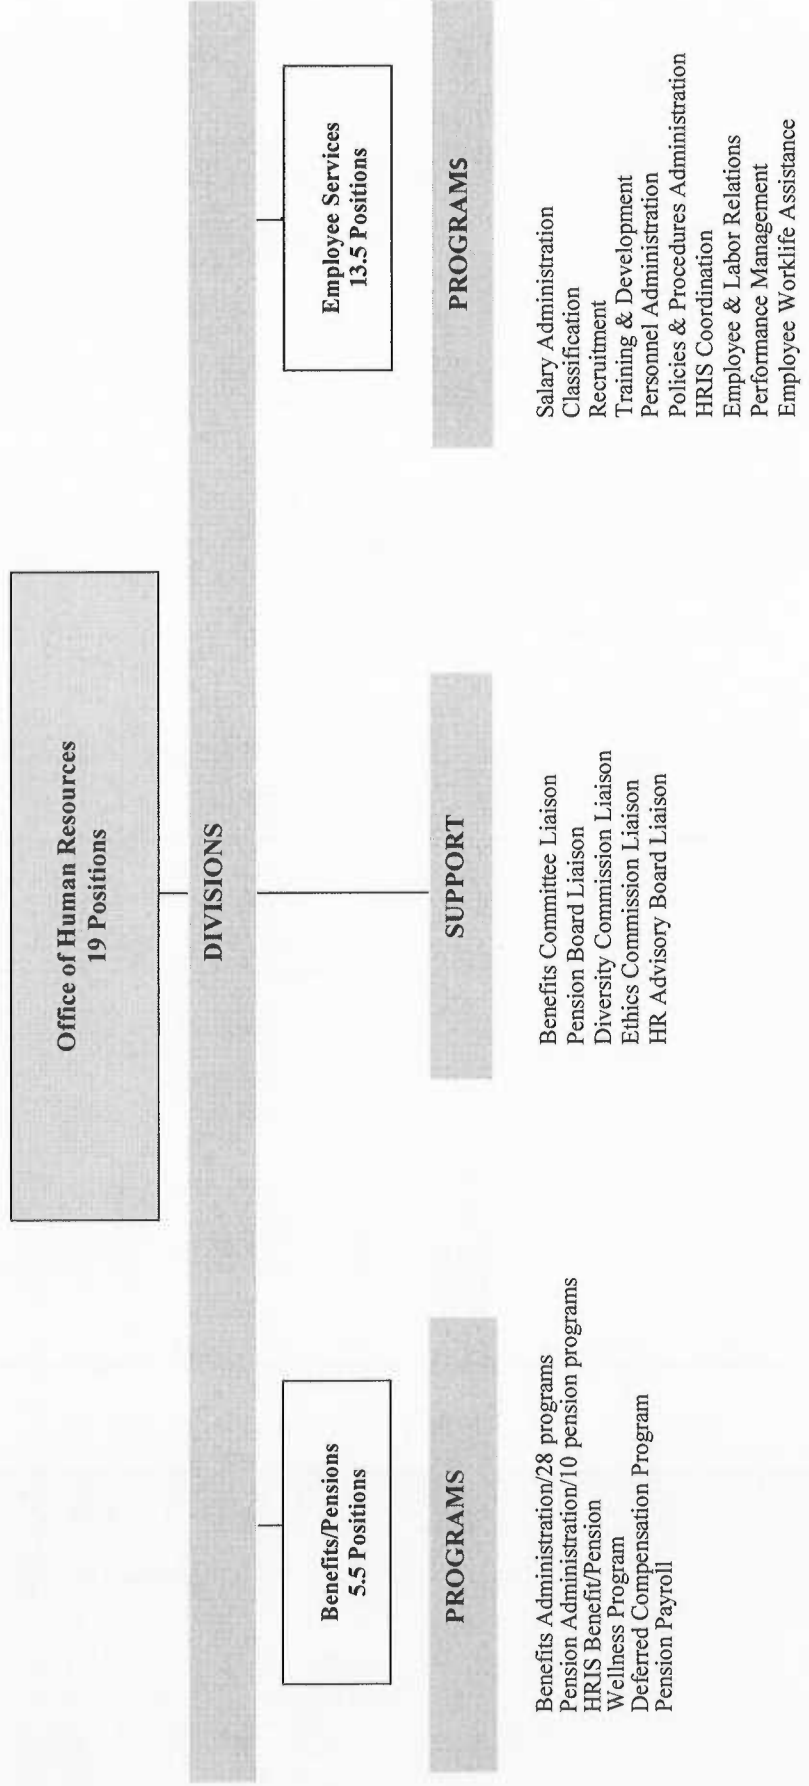 Office of Human Resources
19 Positions
DIVISIONS
Benefits/Pensions
5.5 Positions
Employee Services
13.5 Positions
PROGRAMS
SUPPORT
PROGRAMS
Benefits Administration/28 programs
Pension Administration/10 pension programs
HRIS Benefit/Pension
Wellness Program
Deferred Compensation Program
Pension Payroll
Benefits Committee Liaison
Pension Board Liaison
Diversity Commission Liaison
Ethics Commission Liaison
HR Advisory Board Liaison
Salary Administration
Classification
Recruitment
Training & Development
Personnel Administration
Policies & Procedures Administration
HRIS Coordination
Employee & Labor Relations
Performance Management
Employee Worklife Assistance